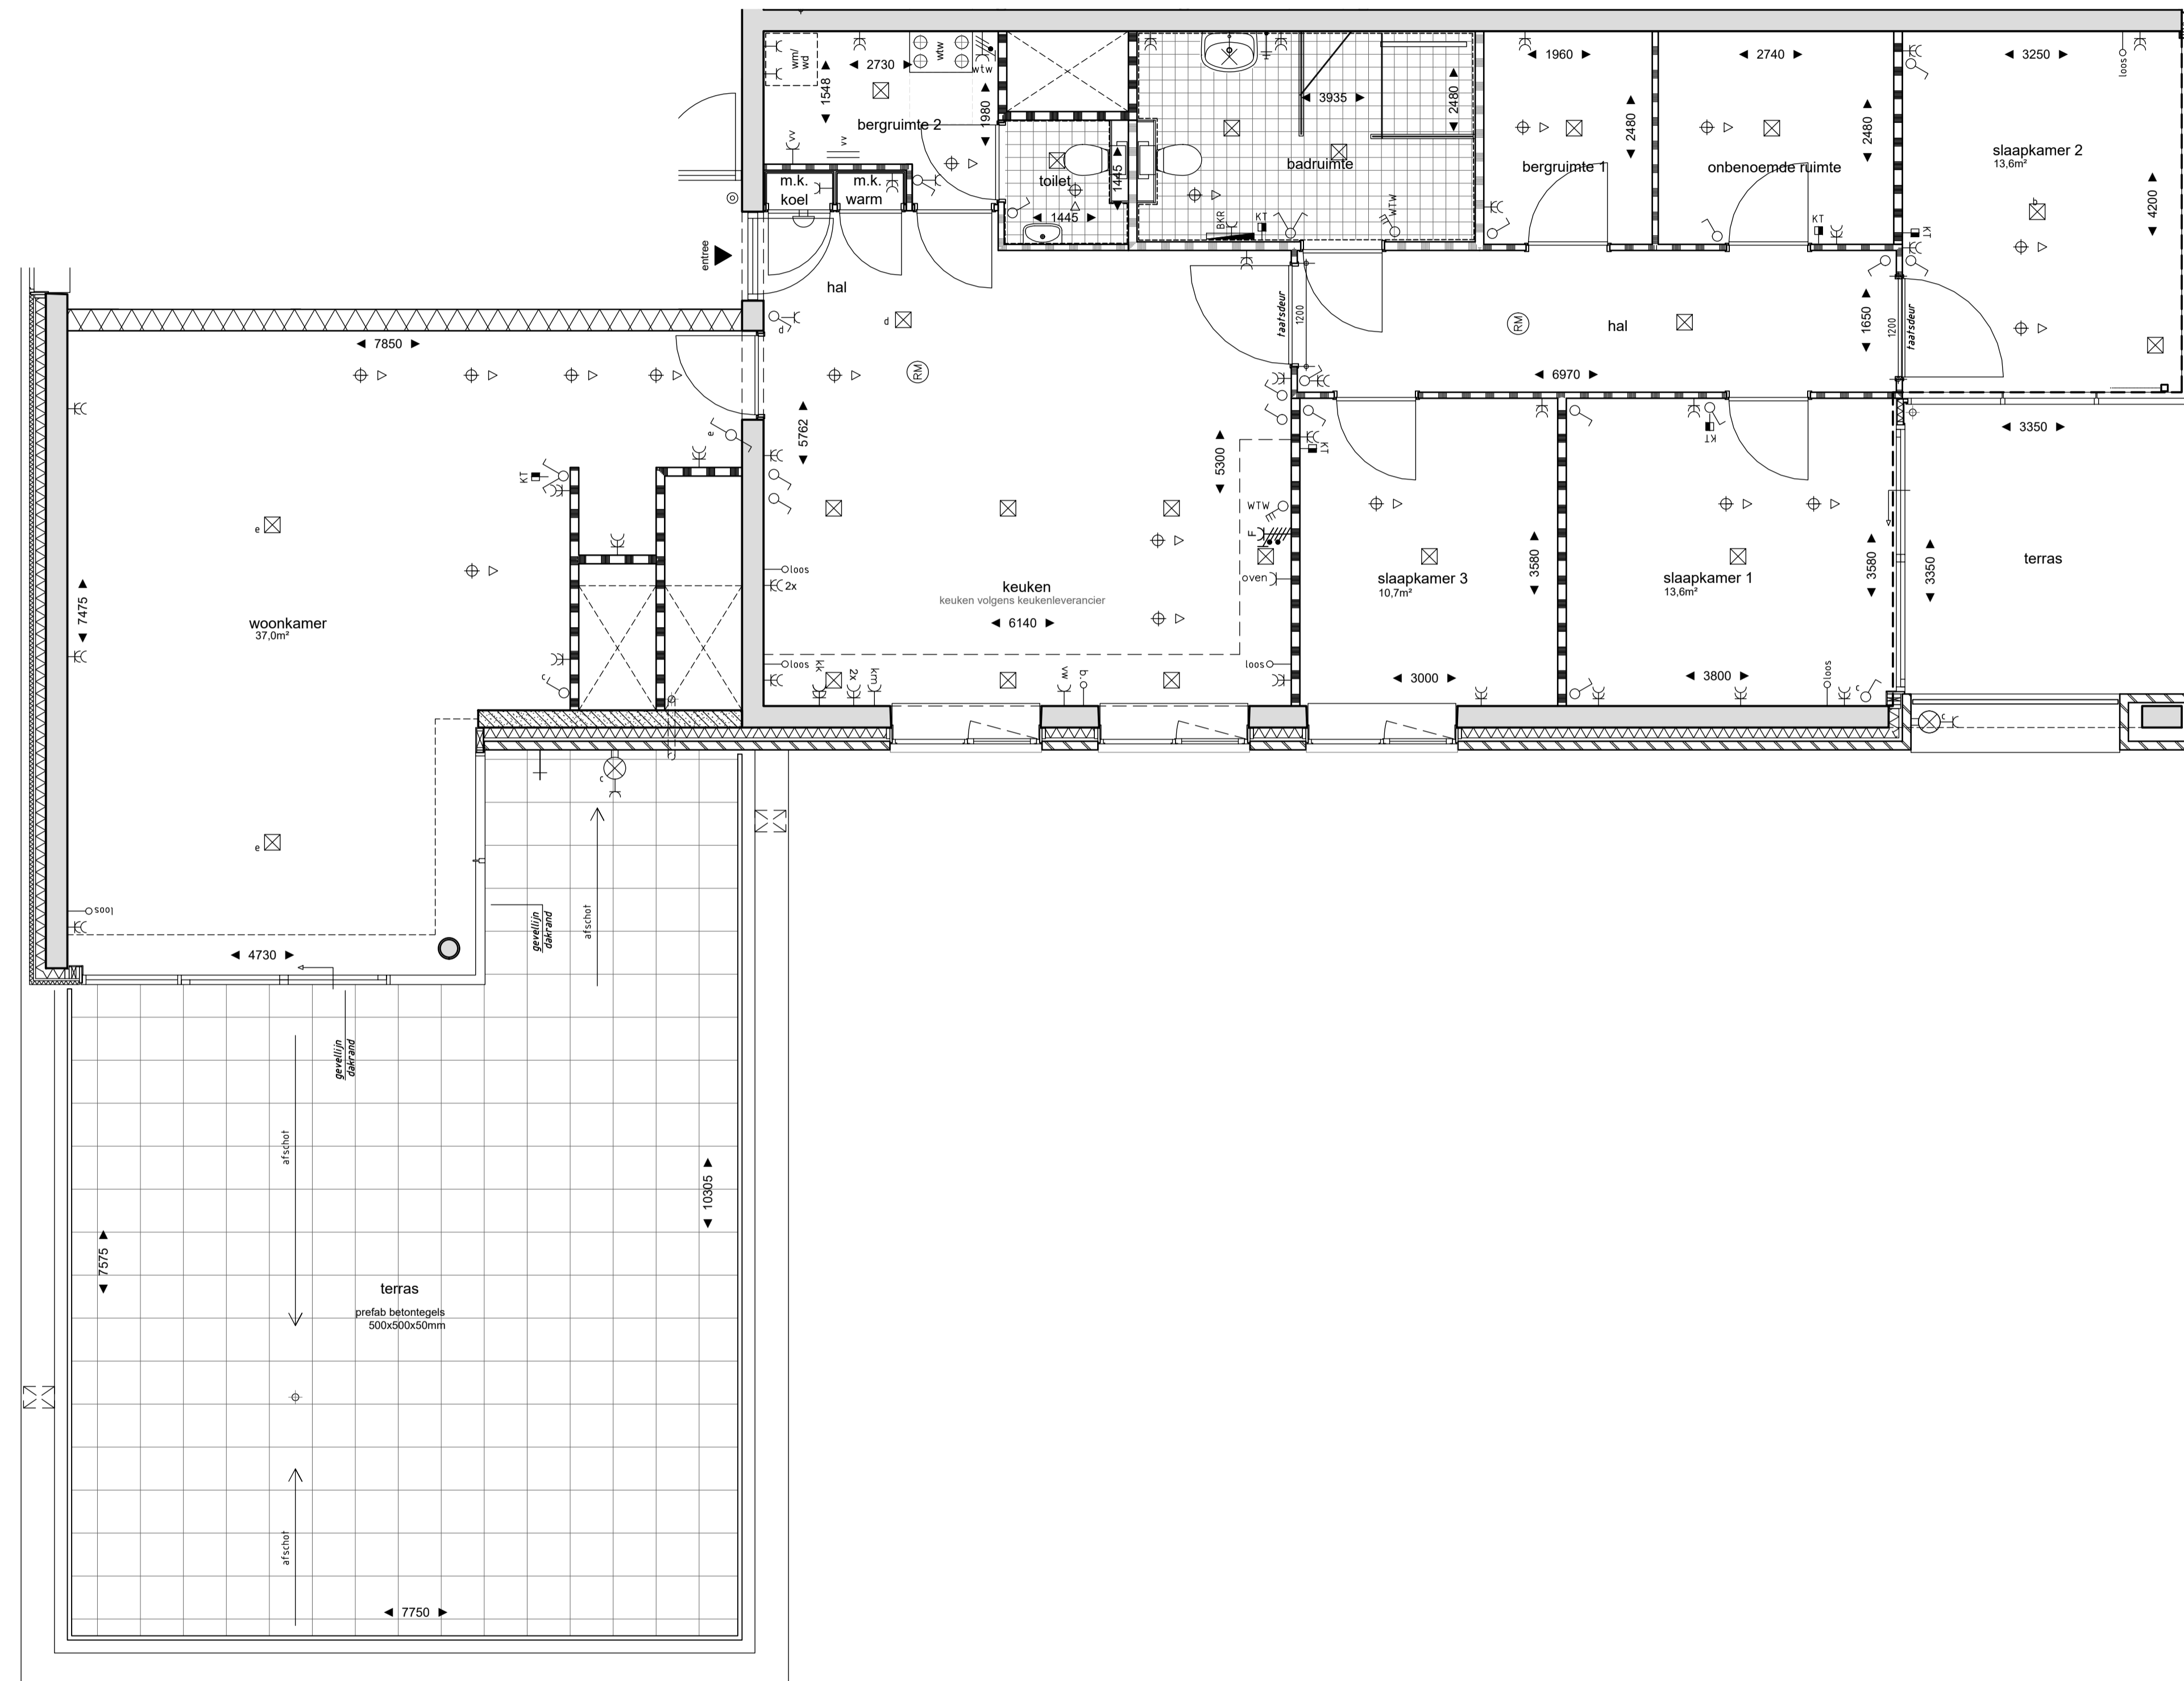 wm/
wd
2730
1548
wtw
wtw
1980
bergruimte 2
vv
vv
m.k.
koel
m.k.
warm
toilet
1445
1445
3935
2480
badruimte
BKR
KT
WTW
1960
2480
bergruimte 1
2740
2480
onbenoemde ruimte
KT
3250
loos
slaapkamer 2
13,6m²
b
4200
KT
entree
hal
d
d
RM
taatsdeur
1200
RM
hal
1650
1200
taatsdeur
6970
7850
e
5762
5300
KT
KT
KT
3350
e
7475
woonkamer
37,0m²
c
loos
2x
keuken
keuken volgens keukenleverancier
6140
WTW
F
oven
loos
kk
2x
km
vw
b.
loos
slaapkamer 3
10,7m²
3580
3000
slaapkamer 1
13,6m²
3580
3800
loos
c
3350
terras
c
c
e
loos
4730
gevellijn
dakrand
afschot
gevellijn
dakrand
afschot
10305
7575
terras
prefab betontegels
500x500x50mm
afschot
7750